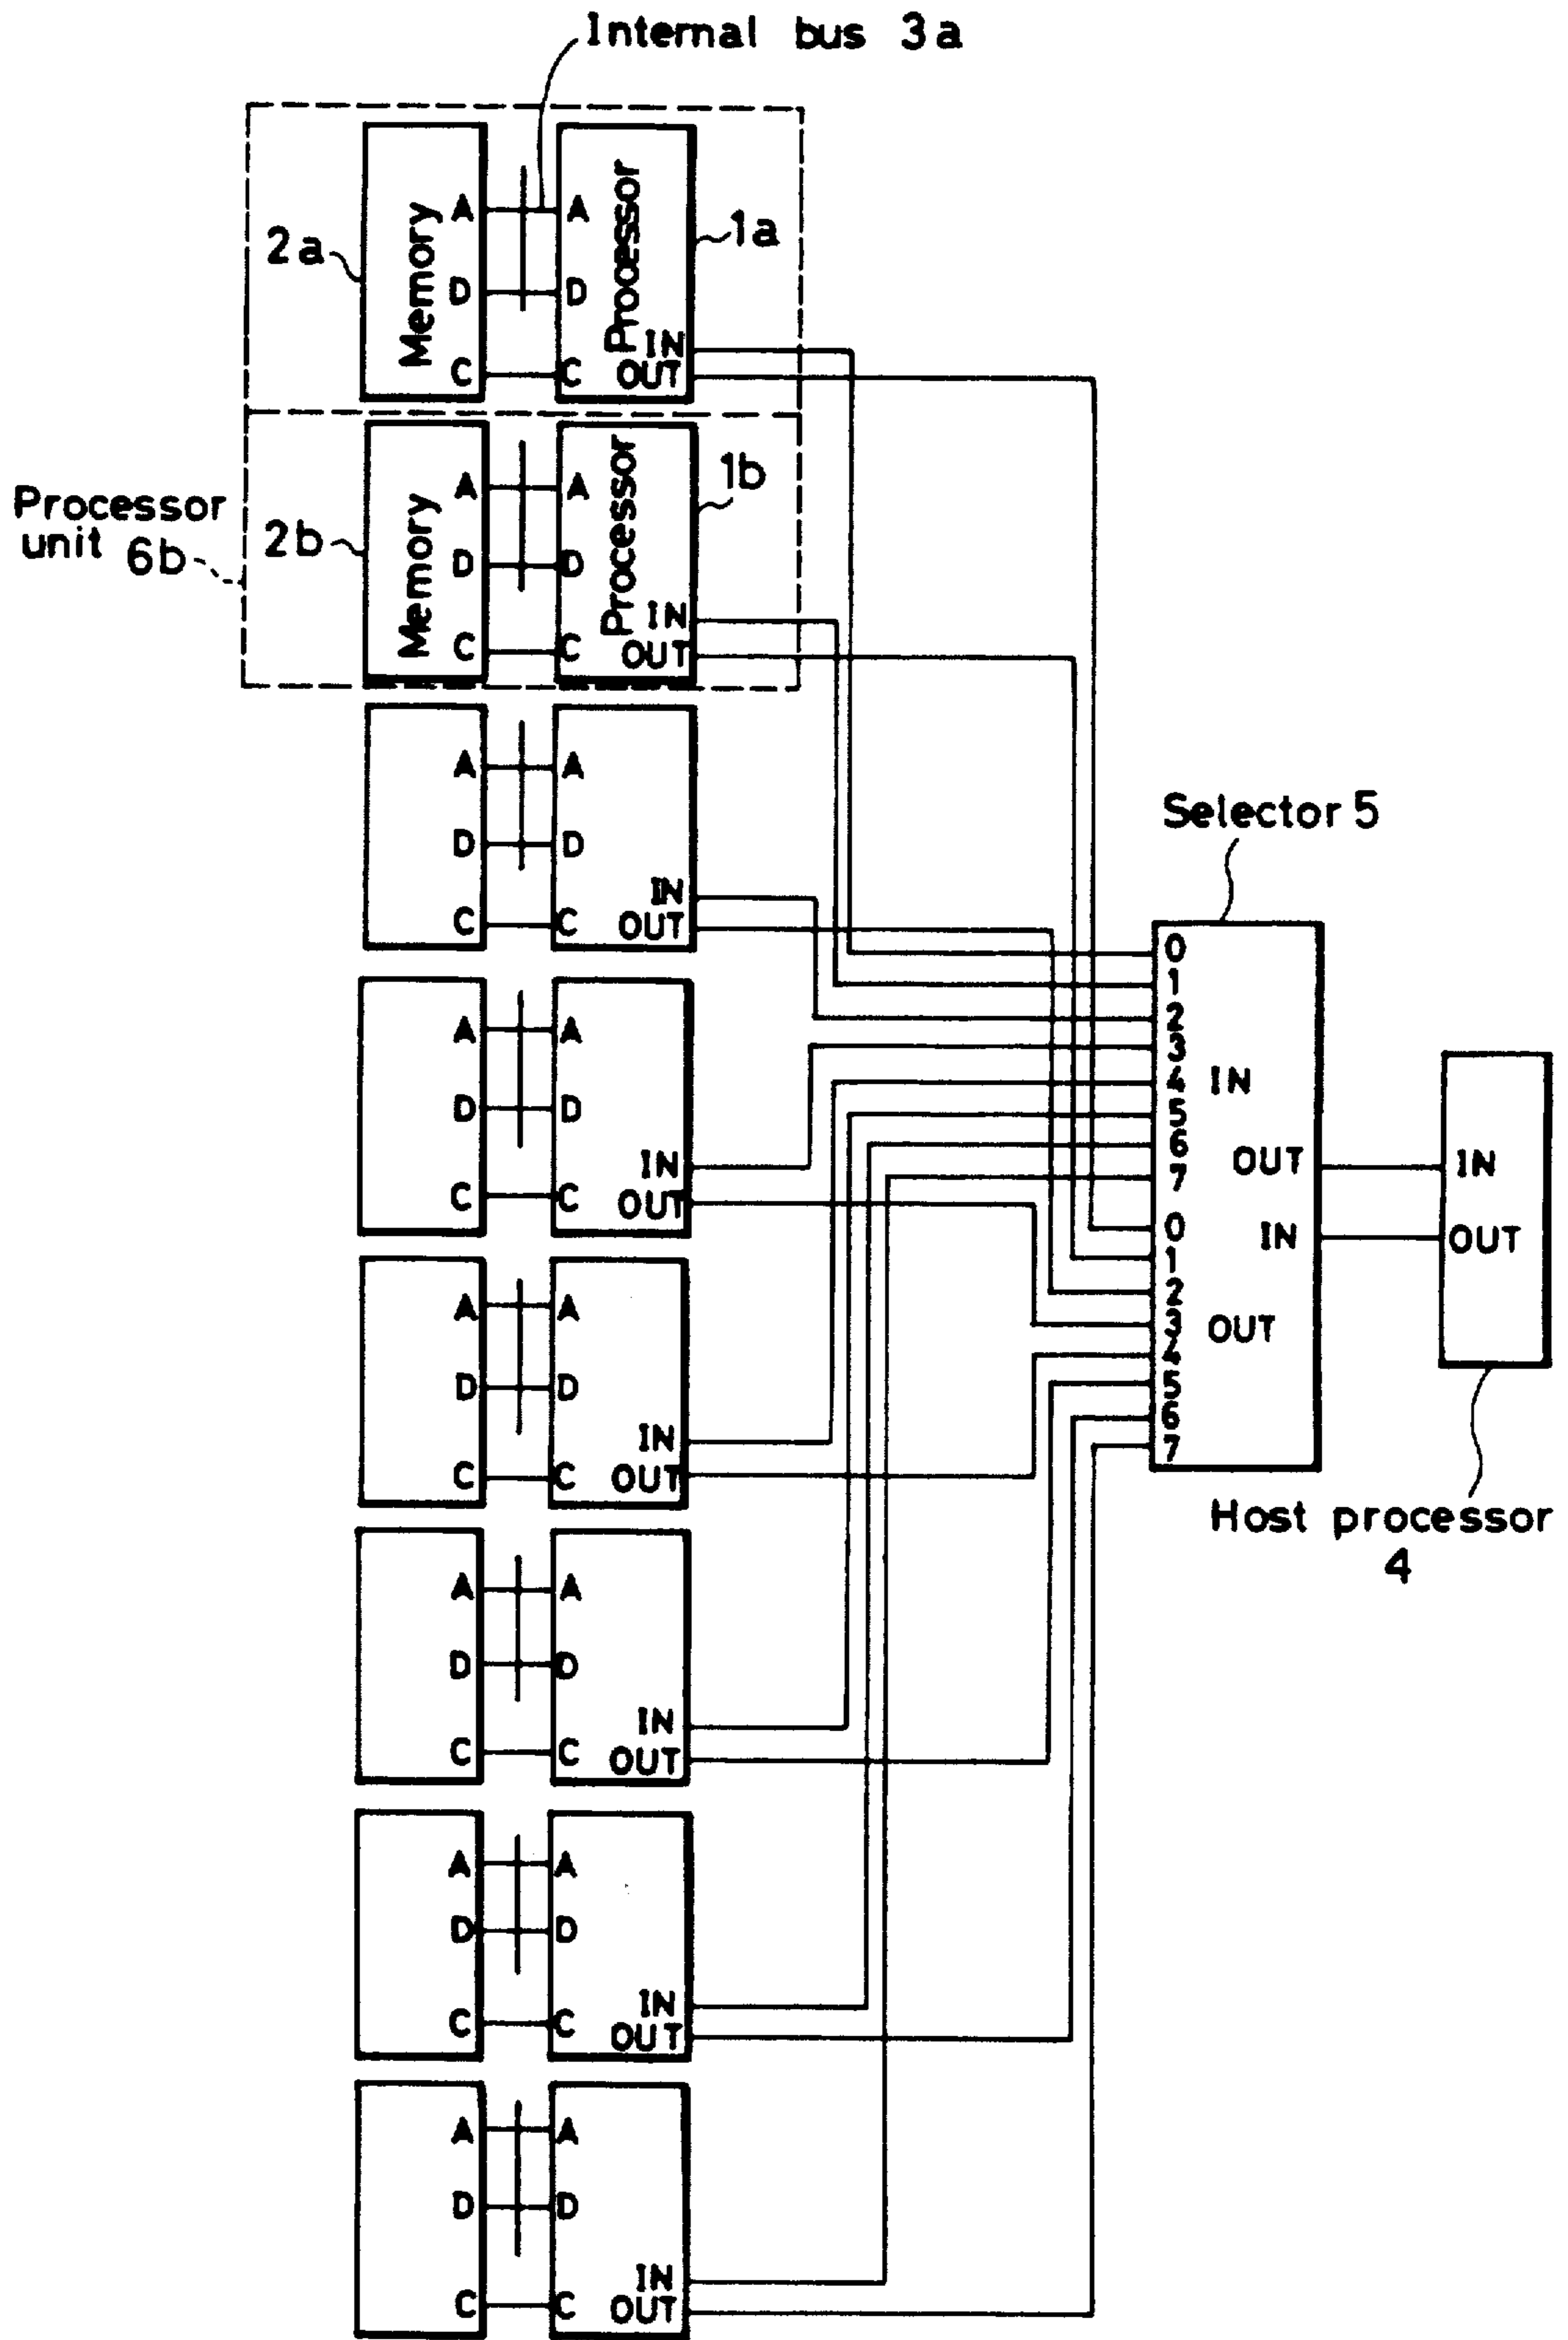 Internal bus 3a
2a
Memory
A
D
C
A
D
C
Processor
IN
OUT
1a
Processor
unit 6b
2b
Memory
A
D
C
A
D
C
Processor
IN
OUT
1b
A
D
C
A
D
C
IN
OUT
A
D
C
A
D
C
IN
OUT
A
D
C
A
D
C
IN
OUT
A
D
C
A
D
C
IN
OUT
A
D
C
A
D
C
IN
OUT
A
D
C
A
D
C
IN
OUT
Selector 5
0
1
2
3
4
5
6
7
IN
0
1
2
3
4
5
6
7
OUT
OUT
IN
IN
OUT
Host processor
4